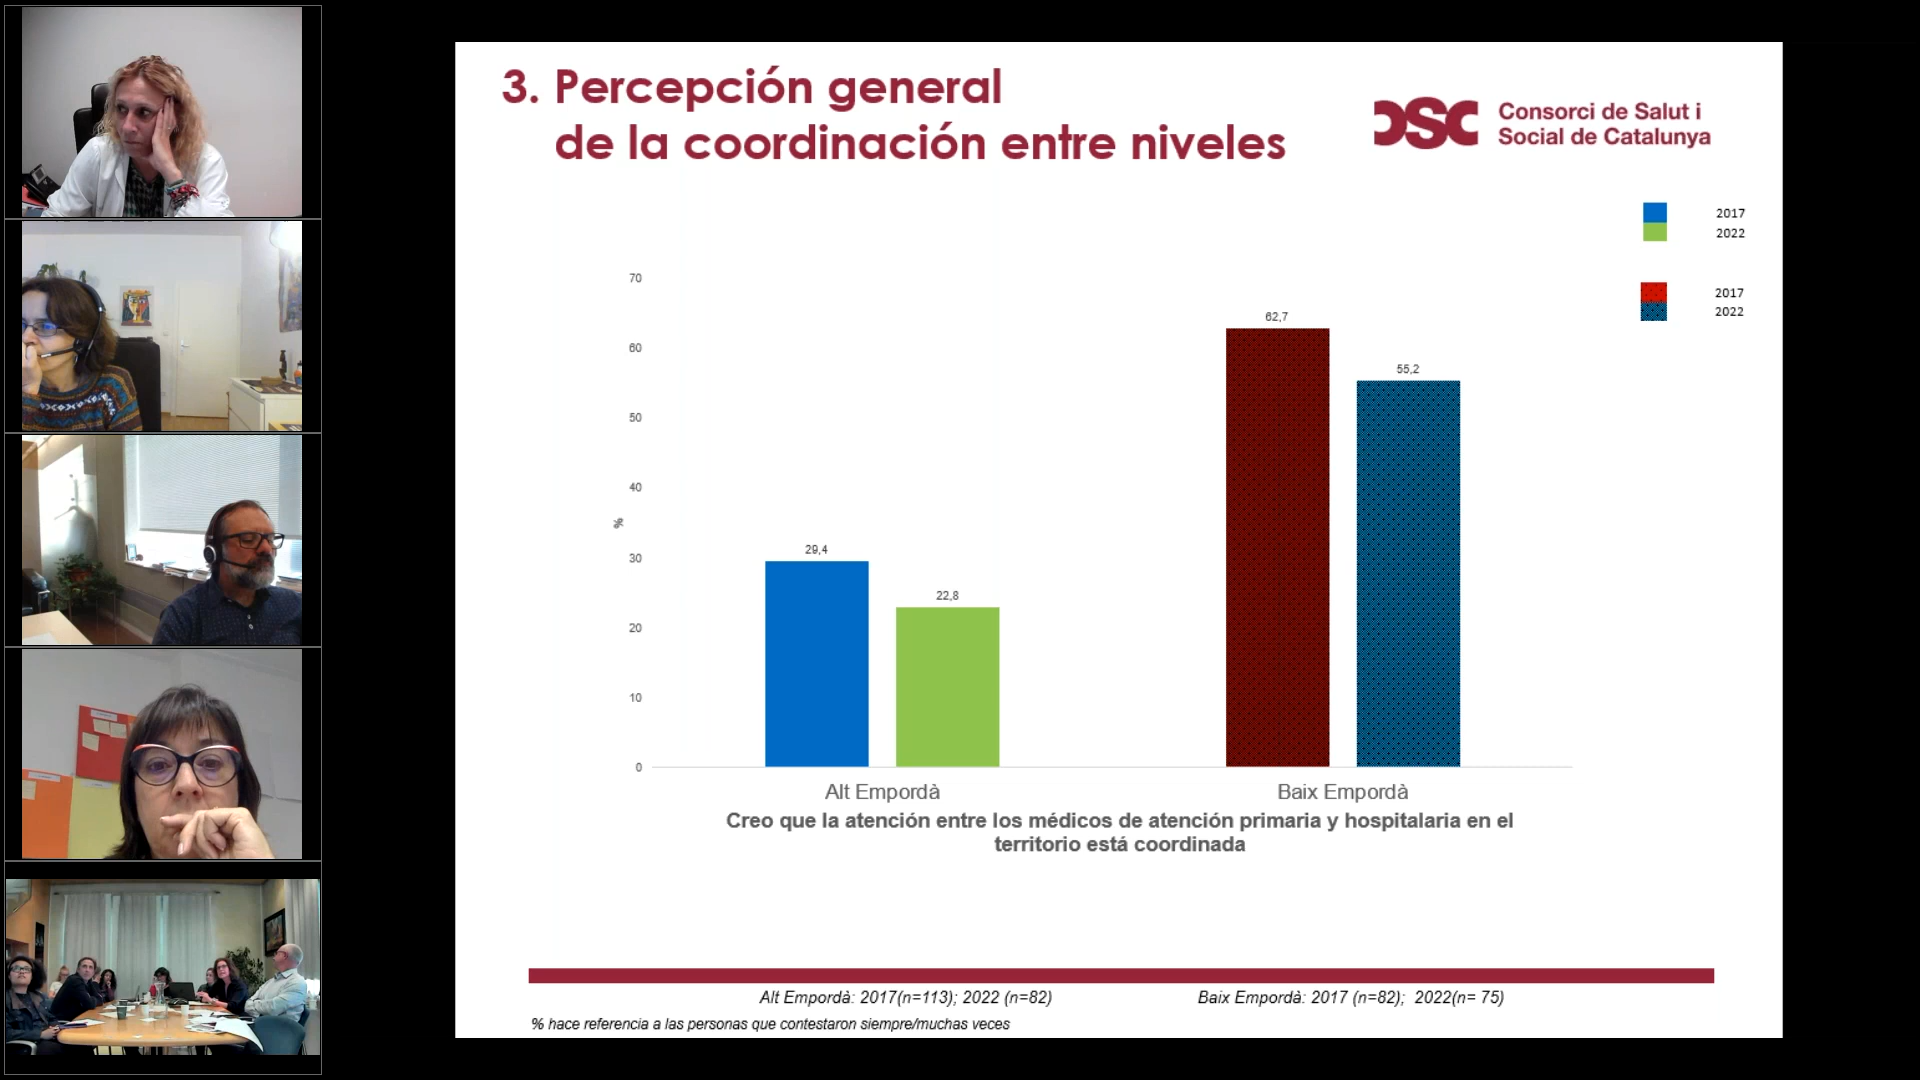 3. Percepción general
de la coordinación entre niveles
CSC Consorci de Salut i
Social de Catalunya
2017
2022
2017
2022
70
60
50
40
30
20
10
0
%
29,4
22,8
62,7
55,2
Alt Empordà
Baix Empordà
Creo que la atención entre los médicos de atención primaria y hospitalaria en el
territorio está coordinada
Alt Empordà: 2017(n=113); 2022 (n=82)
Baix Empordà: 2017 (n=82); 2022(n= 75)
% hace referencia a las personas que contestaron siempre/muchas veces